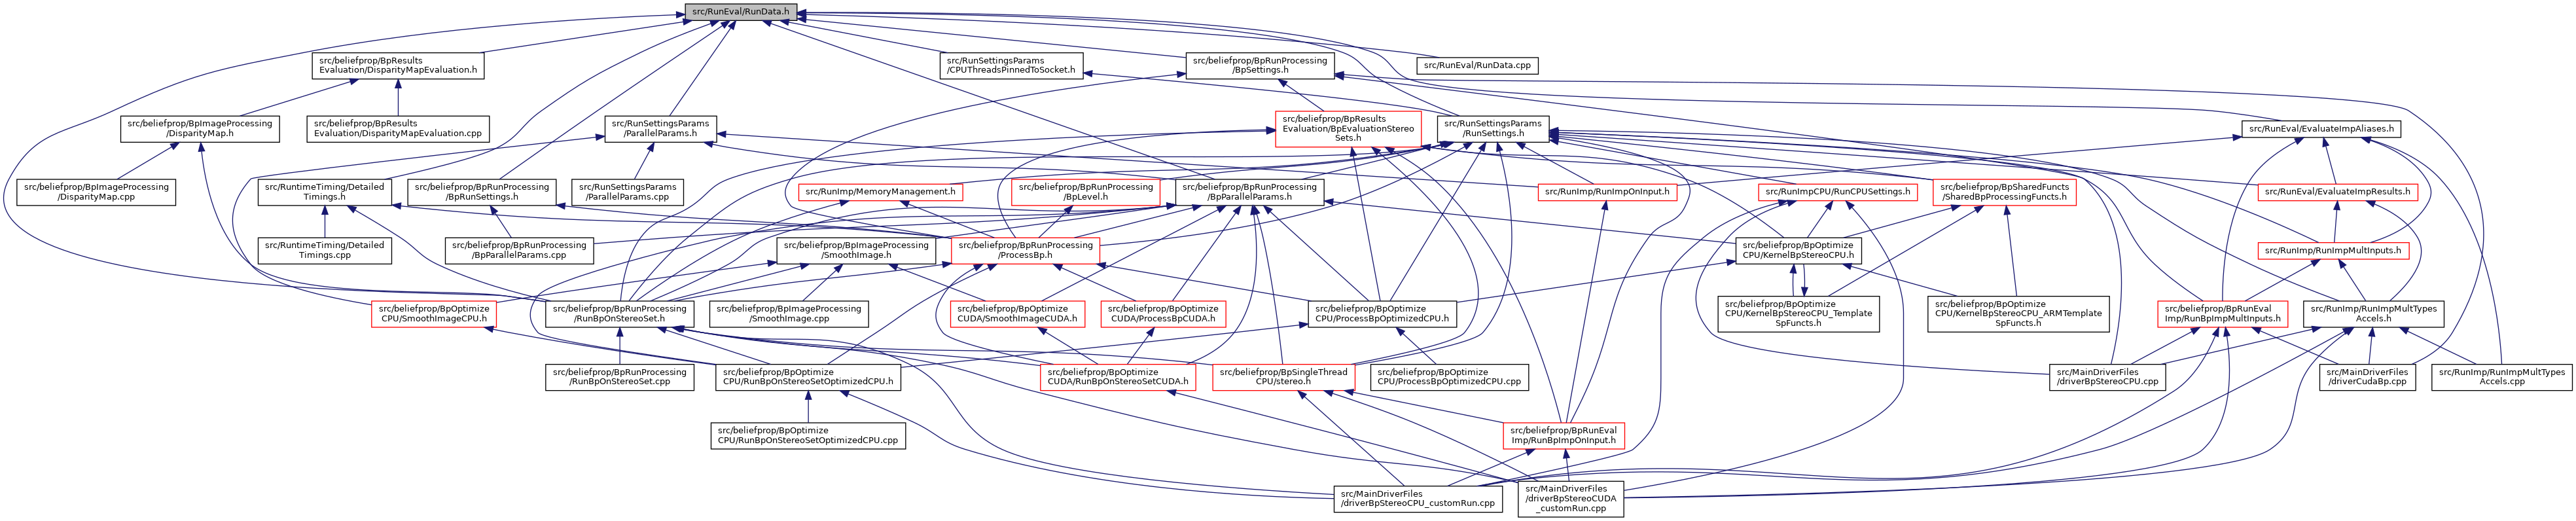 src/RunEval/RunData.h
src/beliefprop/BpResults
Evaluation/DisparityMapEvaluation.h
src/RunSettingsParams
/CPUThreadsPinnedToSocket.h
src/beliefprop/BpRunProcessing
/BpSettings.h
src/RunEval/RunData.cpp
src/beliefprop/BpImageProcessing
/DisparityMap.h
src/beliefprop/BpResults
Evaluation/DisparityMapEvaluation.cpp
src/RunSettingsParams
/ParallelParams.h
src/beliefprop/BpResults
Evaluation/BpEvaluationStereo
Sets.h
src/RunSettingsParams
/RunSettings.h
src/RunEval/EvaluateImpAliases.h
src/beliefprop/BpImageProcessing
/DisparityMap.cpp
src/RuntimeTiming/Detailed
Timings.h
src/beliefprop/BpRunProcessing
/BpRunSettings.h
src/RunSettingsParams
/ParallelParams.cpp
src/RunImp/MemoryManagement.h
src/beliefprop/BpRunProcessing
/BpLevel.h
src/beliefprop/BpRunProcessing
/BpParallelParams.h
src/RunImp/RunImpOnInput.h
src/RunImpCPU/RunCPUSettings.h
src/beliefprop/BpSharedFuncts
/SharedBpProcessingFuncts.h
src/RunEval/EvaluateImpResults.h
src/RuntimeTiming/Detailed
Timings.cpp
src/beliefprop/BpRunProcessing
/BpParallelParams.cpp
src/beliefprop/BpImageProcessing
/SmoothImage.h
src/beliefprop/BpRunProcessing
/ProcessBp.h
src/beliefprop/BpOptimize
CPU/KernelBpStereoCPU.h
src/RunImp/RunImpMultInputs.h
src/beliefprop/BpOptimize
CPU/SmoothImageCPU.h
src/beliefprop/BpRunProcessing
/RunBpOnStereoSet.h
src/beliefprop/BpImageProcessing
/SmoothImage.cpp
src/beliefprop/BpOptimize
CUDA/SmoothImageCUDA.h
src/beliefprop/BpOptimize
CUDA/ProcessBpCUDA.h
src/beliefprop/BpOptimize
CPU/ProcessBpOptimizedCPU.h
src/beliefprop/BpOptimize
CPU/KernelBpStereoCPU_Template
SpFuncts.h
src/beliefprop/BpOptimize
CPU/KernelBpStereoCPU_ARMTemplate
SpFuncts.h
src/beliefprop/BpRunEval
Imp/RunBpImpMultInputs.h
src/RunImp/RunImpMultTypes
Accels.h
src/beliefprop/BpRunProcessing
/RunBpOnStereoSet.cpp
src/beliefprop/BpOptimize
CPU/RunBpOnStereoSetOptimizedCPU.h
src/beliefprop/BpOptimize
CUDA/RunBpOnStereoSetCUDA.h
src/beliefprop/BpSingleThread
CPU/stereo.h
src/beliefprop/BpOptimize
CPU/ProcessBpOptimizedCPU.cpp
src/MainDriverFiles
/driverBpStereoCPU.cpp
src/MainDriverFiles
/driverCudaBp.cpp
src/RunImp/RunImpMultTypes
Accels.cpp
src/beliefprop/BpOptimize
CPU/RunBpOnStereoSetOptimizedCPU.cpp
src/beliefprop/BpRunEval
Imp/RunBpImpOnInput.h
src/MainDriverFiles
/driverBpStereoCPU_customRun.cpp
src/MainDriverFiles
/driverBpStereoCUDA
_customRun.cpp